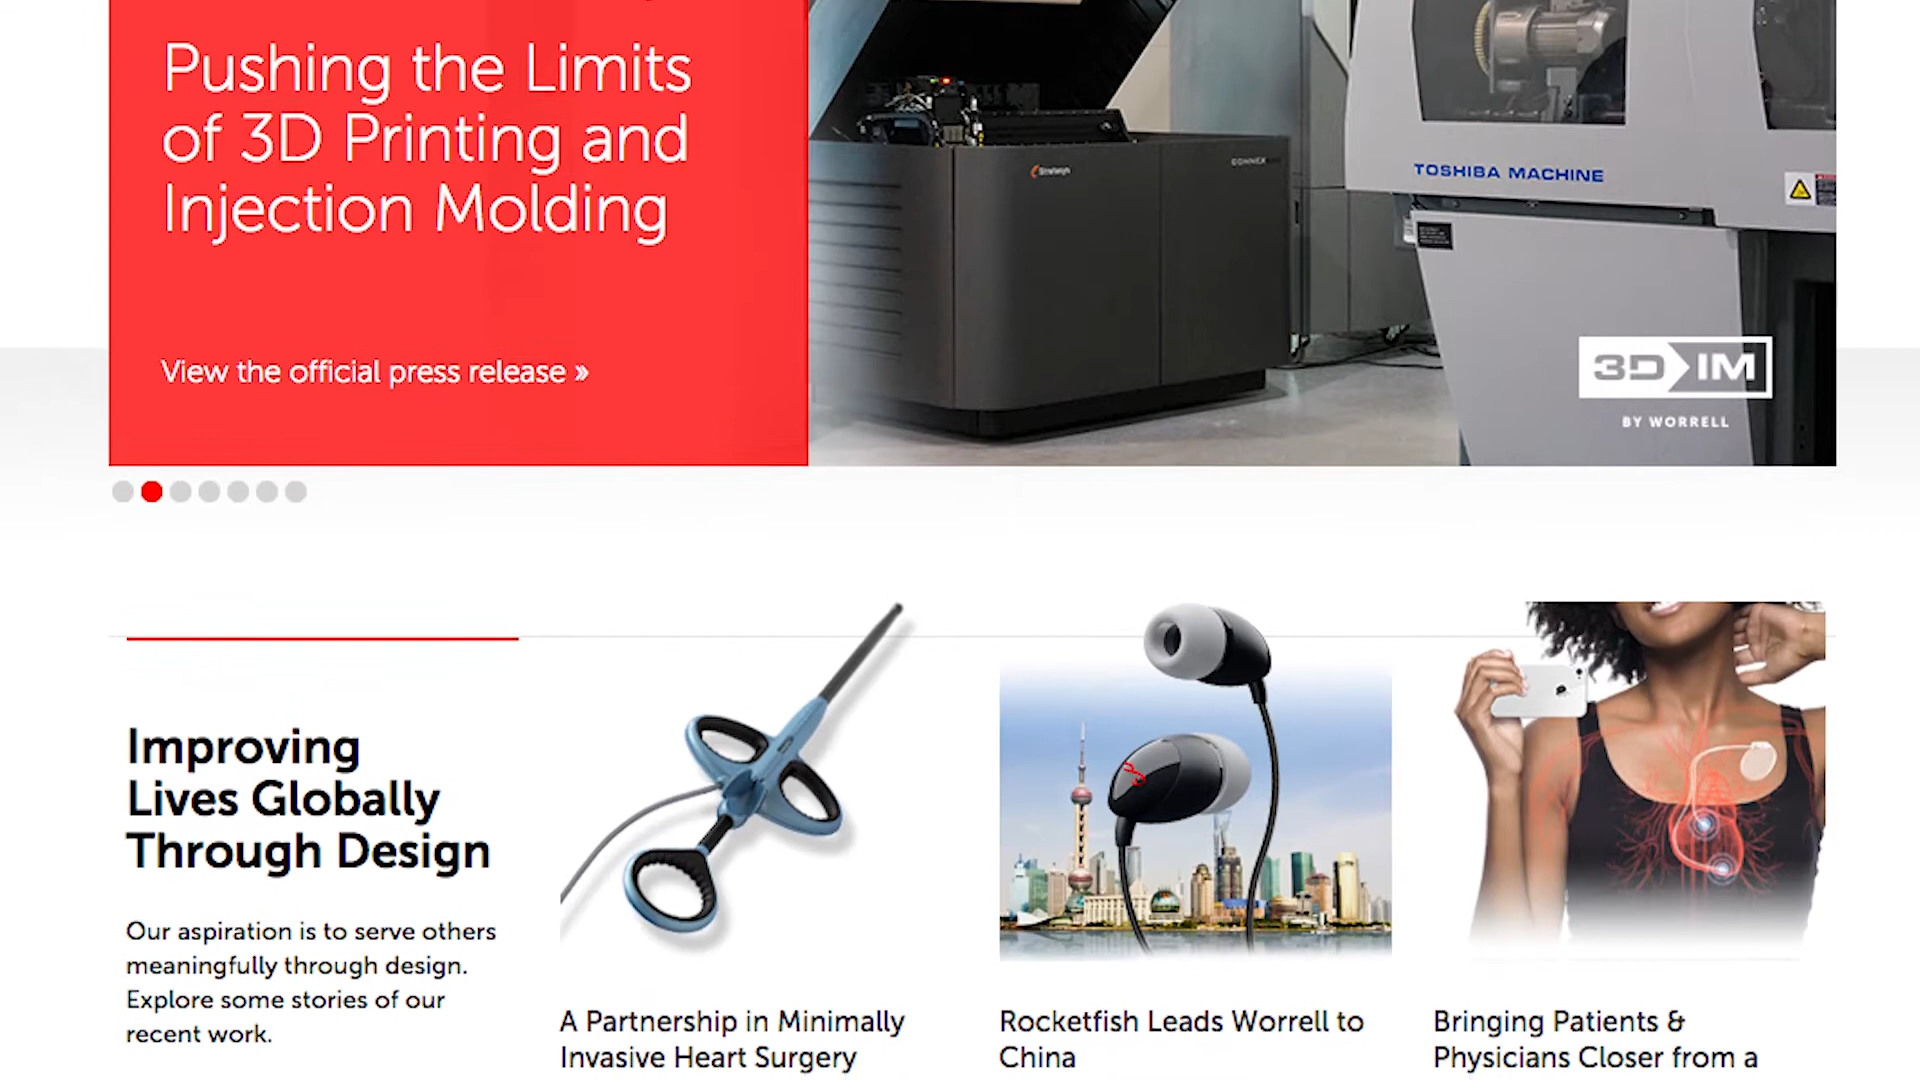 Pushing the Limits
of 3D Printing and
Injection Molding
View the official press release »
Stratasys
CONNEX
TOSHIBA MACHINE
3D IM
BY WORRELL
Improving
Lives Globally
Through Design
Our aspiration is to serve others
meaningfully through design.
Explore some stories of our
recent work.
A Partnership in Minimally
Invasive Heart Surgery
Rocketfish Leads Worrell to
China
Bringing Patients &
Physicians Closer from a